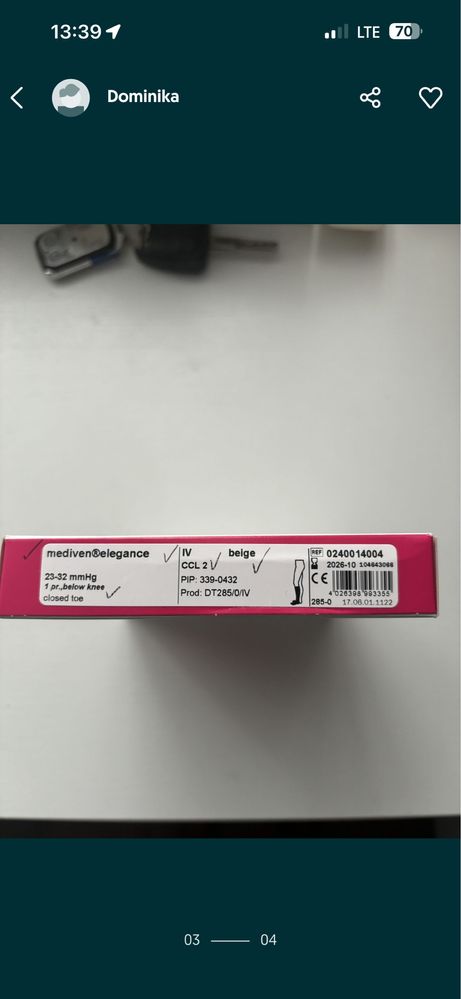 13:39
LTE
70
Dominika
mediven®elegance
23-32 mmHg
1 pr.,below knee
closed toe
IV beige
CCL 2
PIP: 339-0432
Prod: DT285/0/IV
REF 0240014004
2026-10 104643066
CE
4 026398 993355
285-0 17.06.01.1122
03
04